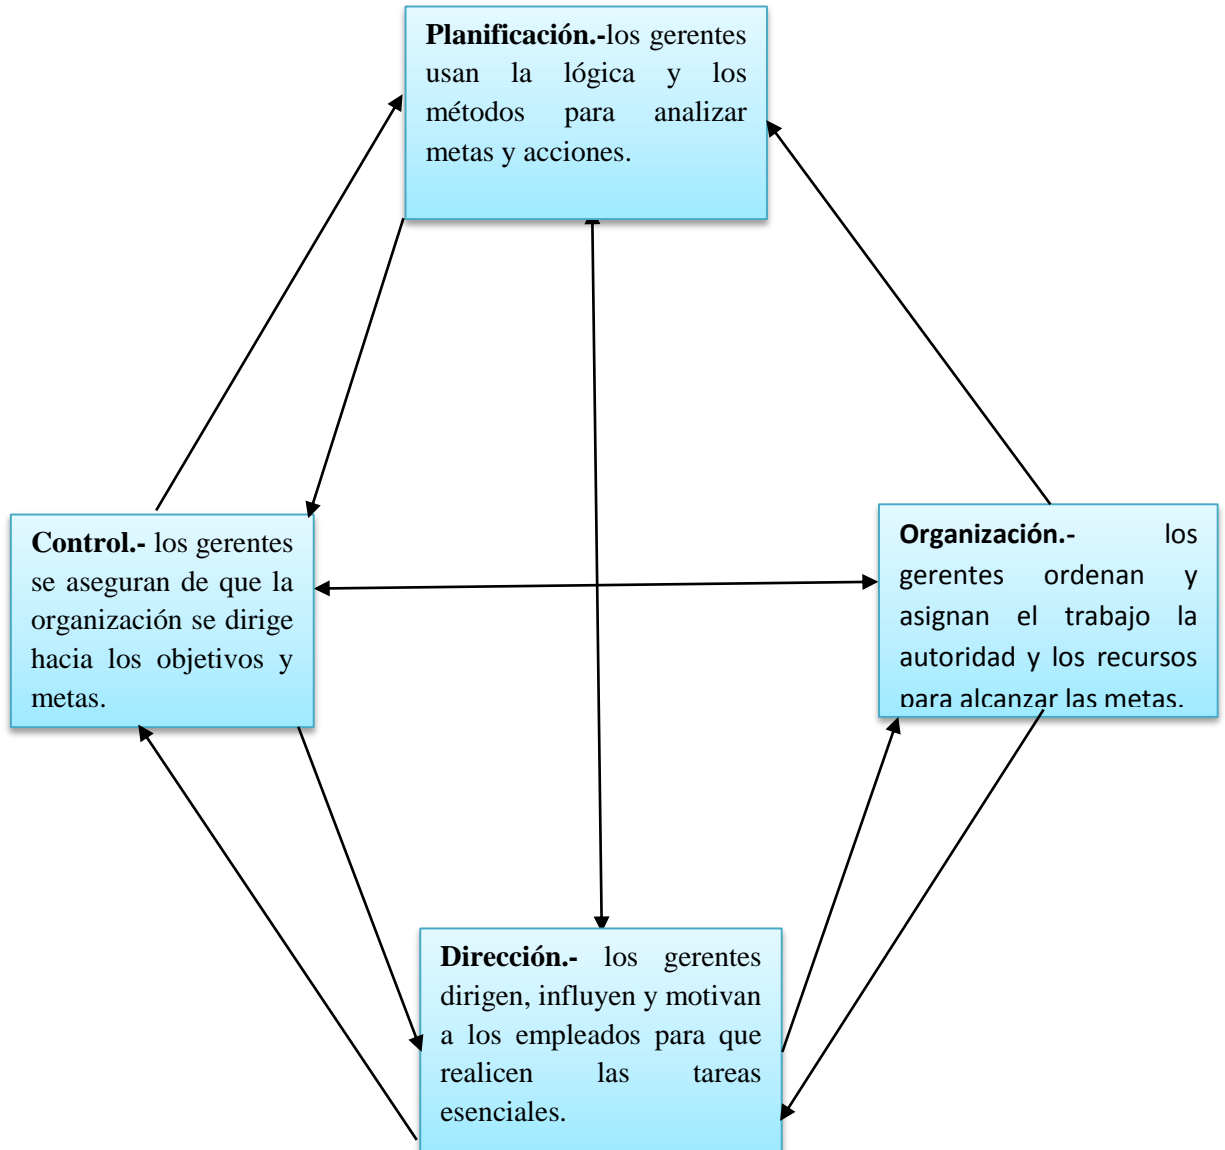 Planificación.-los gerentes
usan la lógica y los
métodos para analizar
metas y acciones.
Control.- los gerentes
se aseguran de que la
organización se dirige
hacia los objetivos y
metas.
Organización.- los
gerentes ordenan y
asignan el trabajo la
autoridad y los recursos
para alcanzar las metas.
Dirección.- los gerentes
dirigen, influyen y motivan
a los empleados para que
realicen las tareas
esenciales.